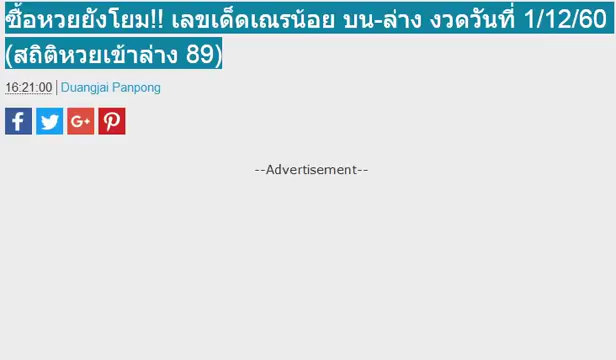 ซื้อหวยยังโยม!! เลขเด็ดเณรน้อย บน-ล่าง งวดวันที่ 1/12/60
(สถิติหวยเข้าล่าง 89)
16:21:00 Duangjai Panpong
--Advertisement--